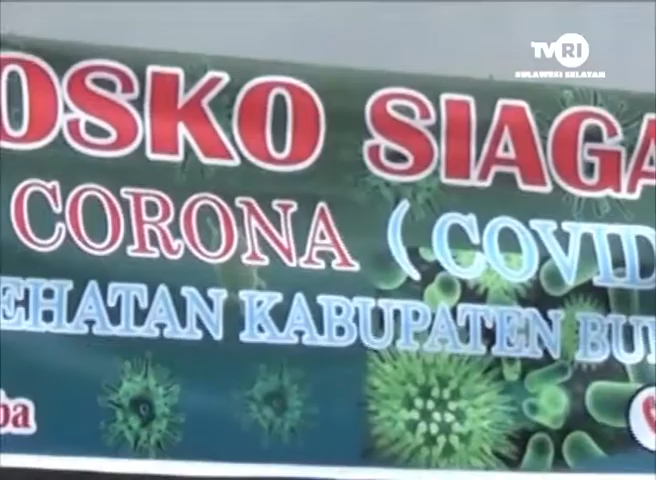 TVRI
SULAWESI SELATAN
OSKO SIAGA
CORONA (COVID
EHATAN KABUPATEN BU
ba